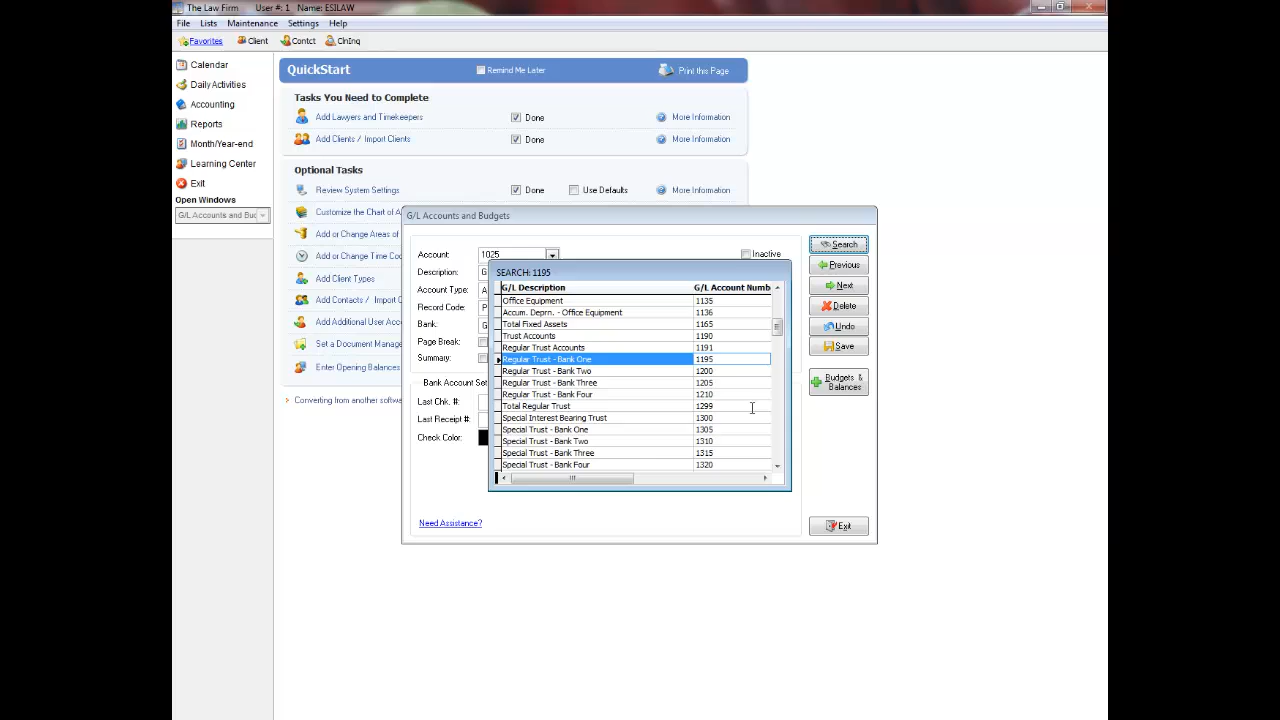 The Law Firm User #: 1 Name: ESILAW
File Lists Maintenance Settings Help
Favorites Client Contct ClnInq
Calendar
Daily Activities
Accounting
Reports
Month/Year-end
Learning Center
Exit
Open Windows
G/L Accounts and Bud
QuickStart Remind Me Later Print this Page
Tasks You Need to Complete
Add Lawyers and Timekeepers Done More Information
Add Clients / Import Clients Done More Information
Optional Tasks
Review System Settings Done Use Defaults More Information
Customize the Chart of A
Add or Change Areas of
Add or Change Time Coo
Add Client Types
Add Contacts / Import C
Add Additional User Acco
Set a Document Manage
Enter Opening Balances
Converting from another softwa
G/L Accounts and Budgets
Account: 1025 Inactive
Description: G
Account Type: A
Record Code: P
Bank: G
Page Break:
Summary:
Bank Account Set
Last Chk. #:
Last Receipt #:
Check Color:
Need Assistance?
Search
Previous
Next
Delete
Undo
Save
Budgets &
Balances
Exit
SEARCH: 1195
G/L Description G/L Account Numb
Office Equipment 1135
Accum. Deprn. - Office Equipment 1136
Total Fixed Assets 1165
Trust Accounts 1190
Regular Trust Accounts 1191
Regular Trust - Bank One 1195
Regular Trust - Bank Two 1200
Regular Trust - Bank Three 1205
Regular Trust - Bank Four 1210
Total Regular Trust 1299
Special Interest Bearing Trust 1300
Special Trust - Bank One 1305
Special Trust - Bank Two 1310
Special Trust - Bank Three 1315
Special Trust - Bank Four 1320